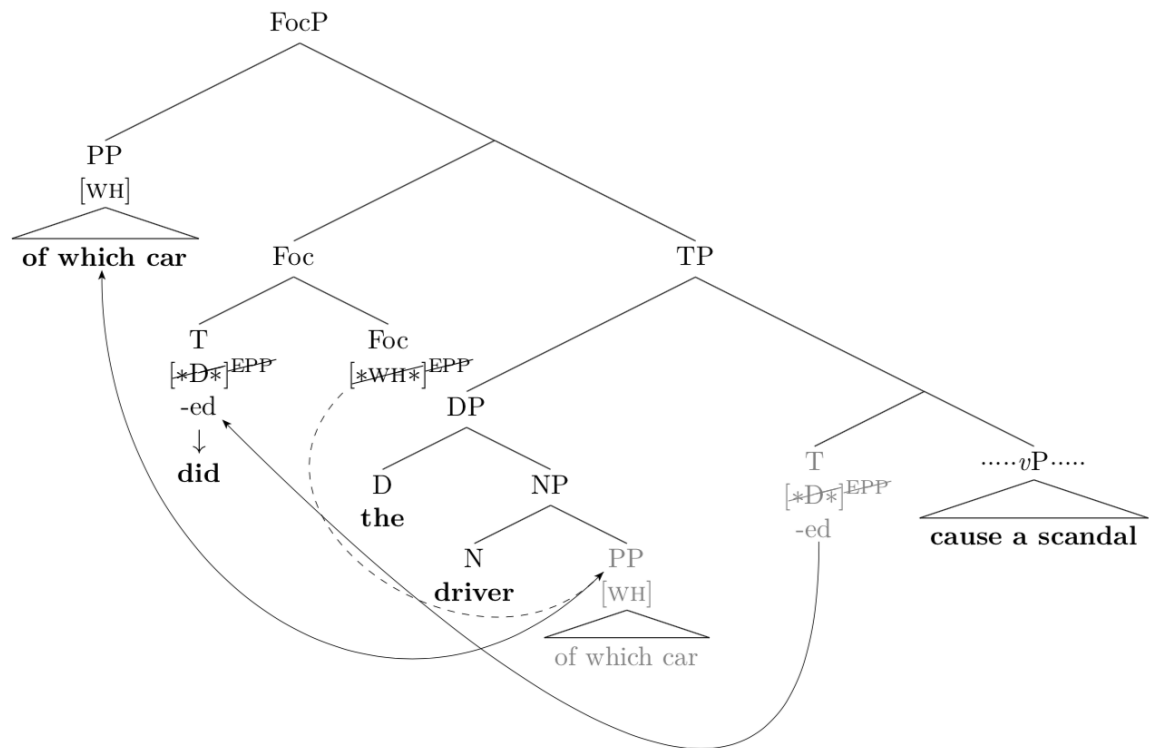 FocP
PP
[WH]
of which car
Foc
TP
T
Foc
[*D*]EPP
[*WH*]EPP
-ed
↓
did
DP
D
NP
the
N
PP
driver
[WH]
of which car
T
·····vP·····
[*D*]EPP
-ed
cause a scandal